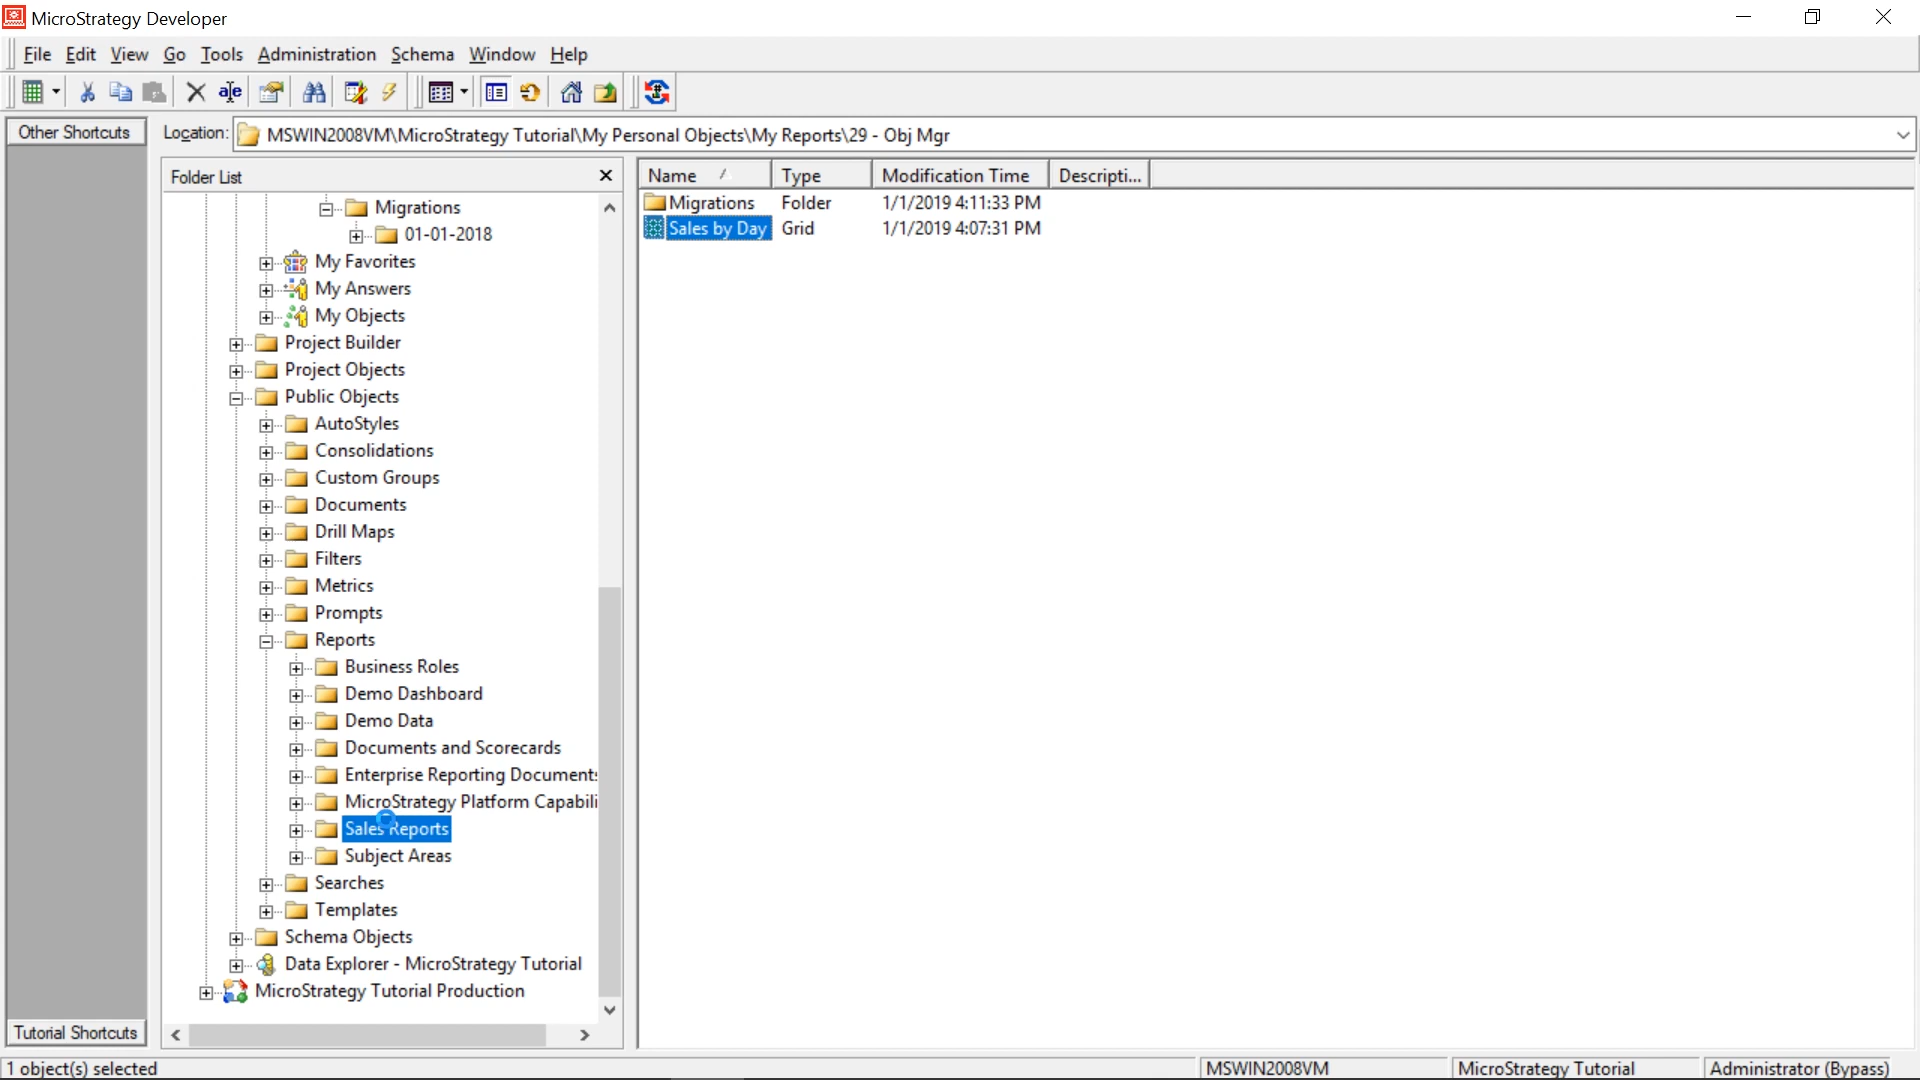 MicroStrategy Developer
File Edit View Go Tools Administration Schema Window Help
Other Shortcuts
Location: MSWIN2008VM\MicroStrategy Tutorial\My Personal Objects\My Reports\29 - Obj Mgr
Folder List
Migrations
01-01-2018
My Favorites
My Answers
My Objects
Project Builder
Project Objects
Public Objects
AutoStyles
Consolidations
Custom Groups
Documents
Drill Maps
Filters
Metrics
Prompts
Reports
Business Roles
Demo Dashboard
Demo Data
Documents and Scorecards
Enterprise Reporting Document
MicroStrategy Platform Capabili
Sales Reports
Subject Areas
Searches
Templates
Schema Objects
Data Explorer - MicroStrategy Tutorial
MicroStrategy Tutorial Production
Name Type Modification Time Descripti...
Migrations Folder 1/1/2019 4:11:33 PM
Sales by Day Grid 1/1/2019 4:07:31 PM
Tutorial Shortcuts
1 object(s) selected MSWIN2008VM MicroStrategy Tutorial Administrator (Bypass)